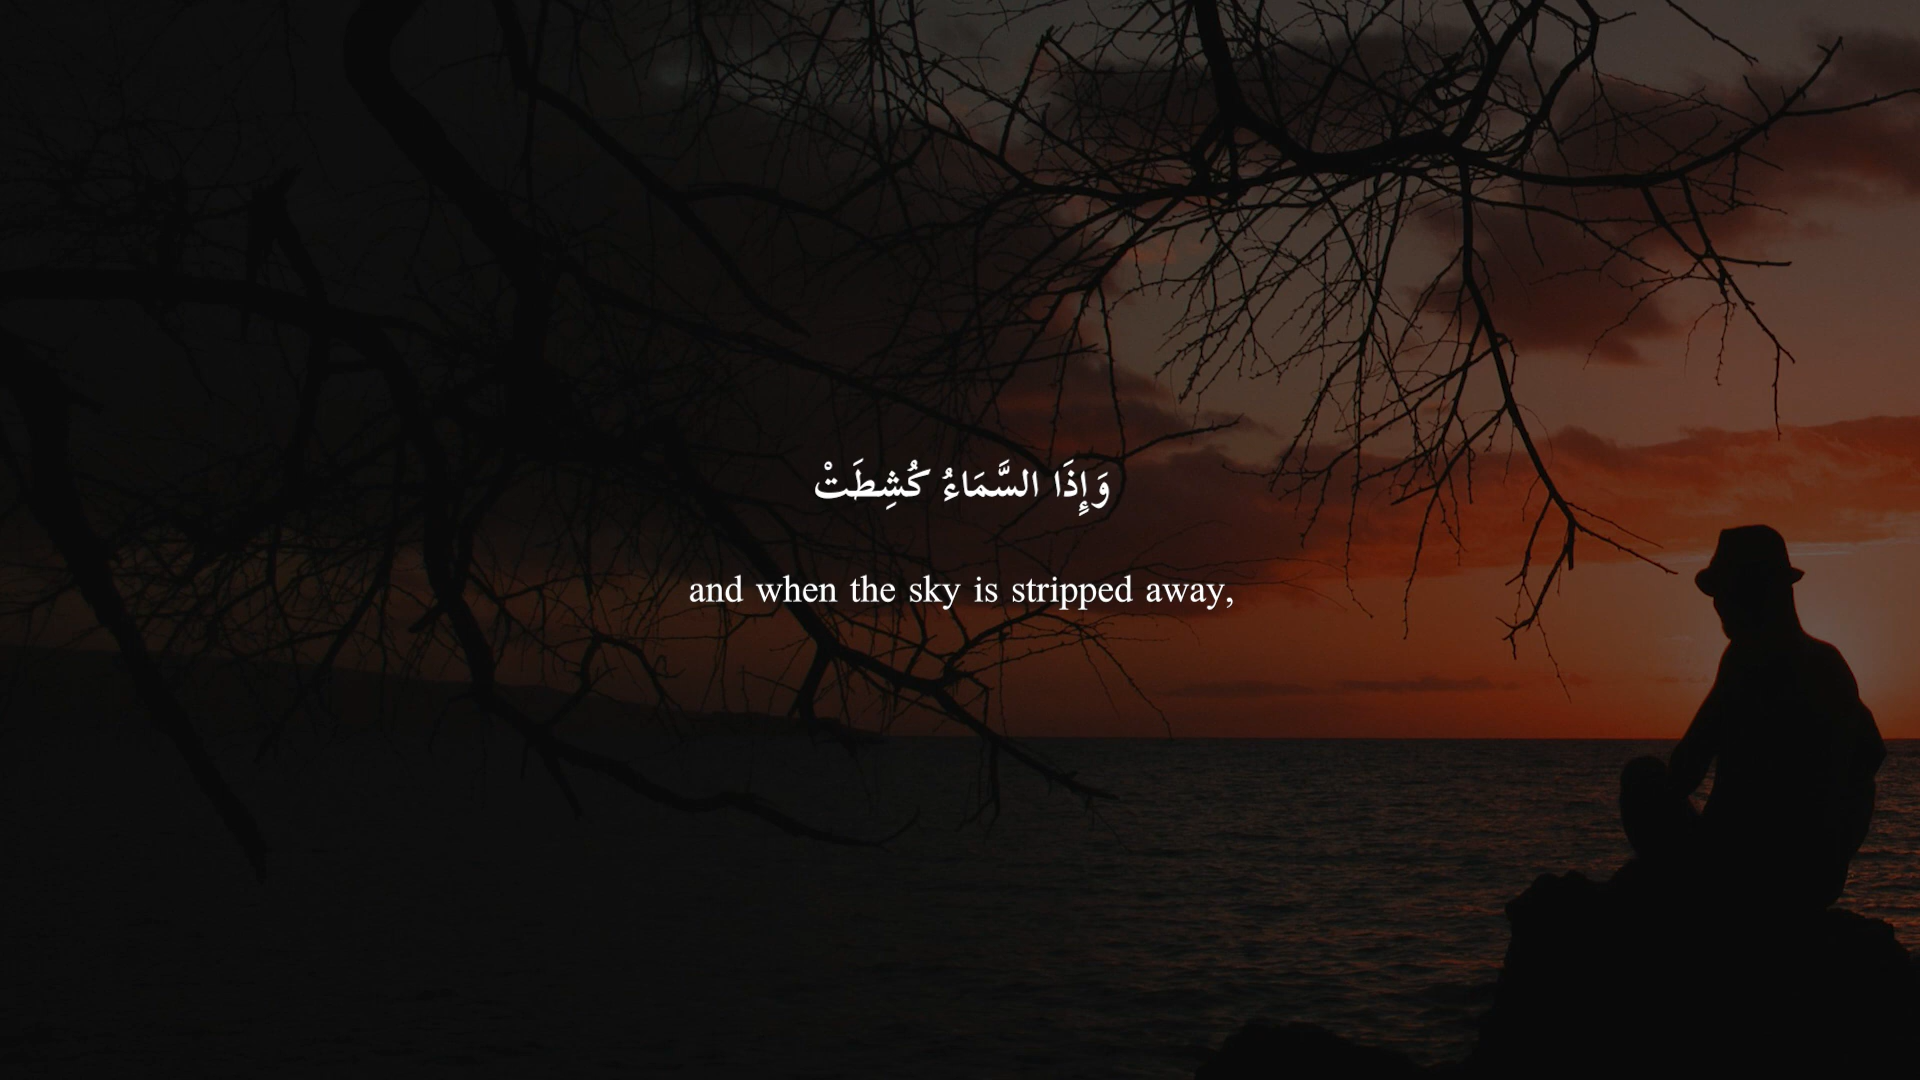 وَإِذَا السَّمَاءُ كُشِطَتْ
and when the sky is stripped away,